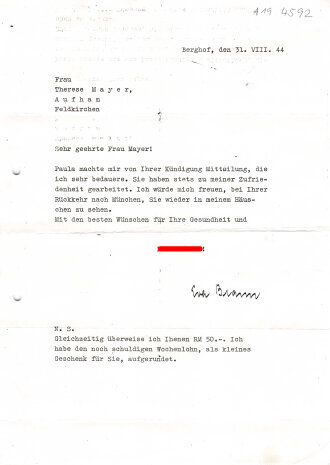 A19 4592
Berghof, den 31. VIII. 44
Frau
Therese M a y e r,
A u f h a m
Feldkirchen
Sehr geehrte Frau Mayer!
Paula machte mir von Ihrer Kündigung Mitteilung, die
ich sehr bedauere. Sie haben stets zu meiner Zufrie-
denheit gearbeitet. Ich würde mich freuen, bei Ihrer
Rückkehr nach München, Sie wieder in meinem Häus-
chen zu sehen.
Mit den besten Wünschen für Ihre Gesundheit und
Eva Braun
N. S.
Gleichzeitig überweise ich Ihenen RM 50.-. Ich
habe den noch schuldigen Wochenlohn, als kleines
Geschenk für Sie, aufgerundet.